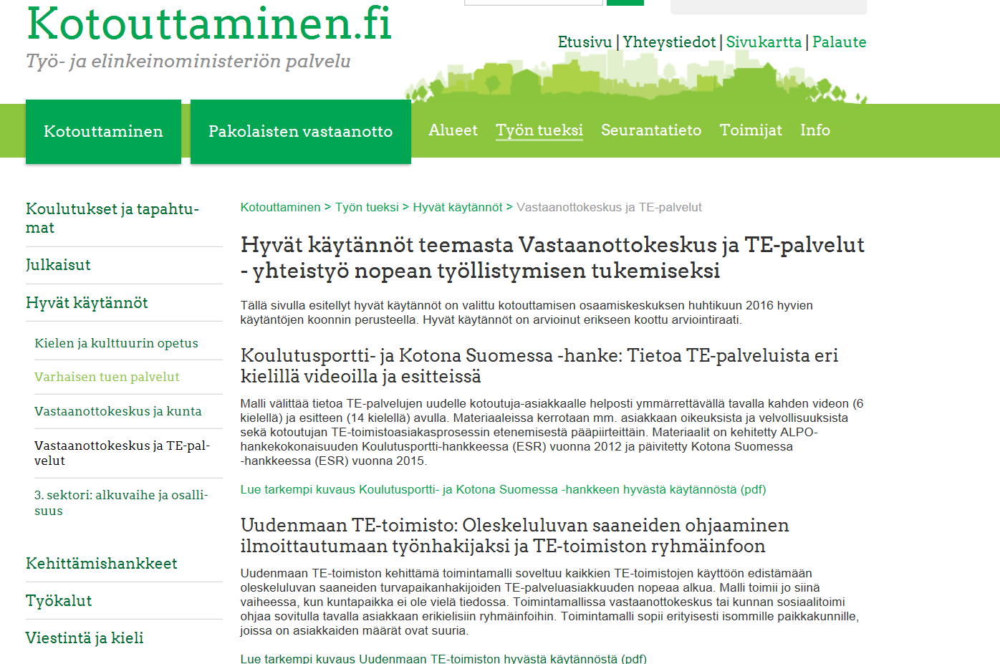 Kotouttaminen.fi
Työ- ja elinkeinoministeriön palvelu
Etusivu | Yhteystiedot | Sivukartta | Palaute
Kotouttaminen
Pakolaisten vastaanotto
Alueet
Työn tueksi
Seurantatieto
Toimijat
Info
Koulutukset ja tapahtu-
mat
Julkaisut
Hyvät käytännöt
Kielen ja kulttuurin opetus
Varhaisen tuen palvelut
Vastaanottokeskus ja kunta
Vastaanottokeskus ja TE-pal-
velut
3. sektori: alkuvaihe ja osalli-
suus
Kehittämishankkeet
Työkalut
Viestintä ja kieli
Kotouttaminen > Työn tueksi > Hyvät käytännöt > Vastaanottokeskus ja TE-palvelut
Hyvät käytännöt teemasta Vastaanottokeskus ja TE-palvelut
- yhteistyö nopean työllistymisen tukemiseksi
Tällä sivulla esitellyt hyvät käytännöt on valittu kotouttamisen osaamiskeskuksen huhtikuun 2016 hyvien
käytäntöjen koonnin perusteella. Hyvät käytännöt on arvioinut erikseen koottu arviointiraati.
Koulutusportti- ja Kotona Suomessa -hanke: Tietoa TE-palveluista eri
kielillä videoilla ja esitteissä
Malli välittää tietoa TE-palvelujen uudelle kotoutuja-asiakkaalle helposti ymmärrettävällä tavalla kahden videon (6
kielellä) ja esitteen (14 kielellä) avulla. Materiaaleissa kerrotaan mm. asiakkaan oikeuksista ja velvollisuuksista
sekä kotoutujan TE-toimistoasiakasprosessin etenemisestä pääpiirteittäin. Materiaalit on kehitetty ALPO-
hankekokonaisuuden Koulutusportti-hankkeessa (ESR) vuonna 2012 ja päivitetty Kotona Suomessa
-hankkeessa (ESR) vuonna 2015.
Lue tarkempi kuvaus Koulutusportti- ja Kotona Suomessa -hankkeen hyvästä käytännöstä (pdf)
Uudenmaan TE-toimisto: Oleskeluluvan saaneiden ohjaaminen
ilmoittautumaan työnhakijaksi ja TE-toimiston ryhmäinfoon
Uudenmaan TE-toimiston kehittämä toimintamalli soveltuu kaikkien TE-toimistojen käyttöön edistämään
oleskeluluvan saaneiden turvapaikanhakijoiden TE-palveluasiakkuuden nopeaa alkua. Malli toimii jo siinä
vaiheessa, kun kuntapaikka ei ole vielä tiedossa. Toimintamallissa vastaanottokeskus tai kunnan sosiaalitoimi
ohjaa sovitulla tavalla asiakkaan erikielisiin ryhmäinfoihin. Toimintamalli sopii erityisesti isommille paikkakunnille,
joissa on asiakkaiden määrät ovat suuria.
Lue tarkempi kuvaus Uudenmaan TE-toimiston hyvästä käytännöstä (pdf)